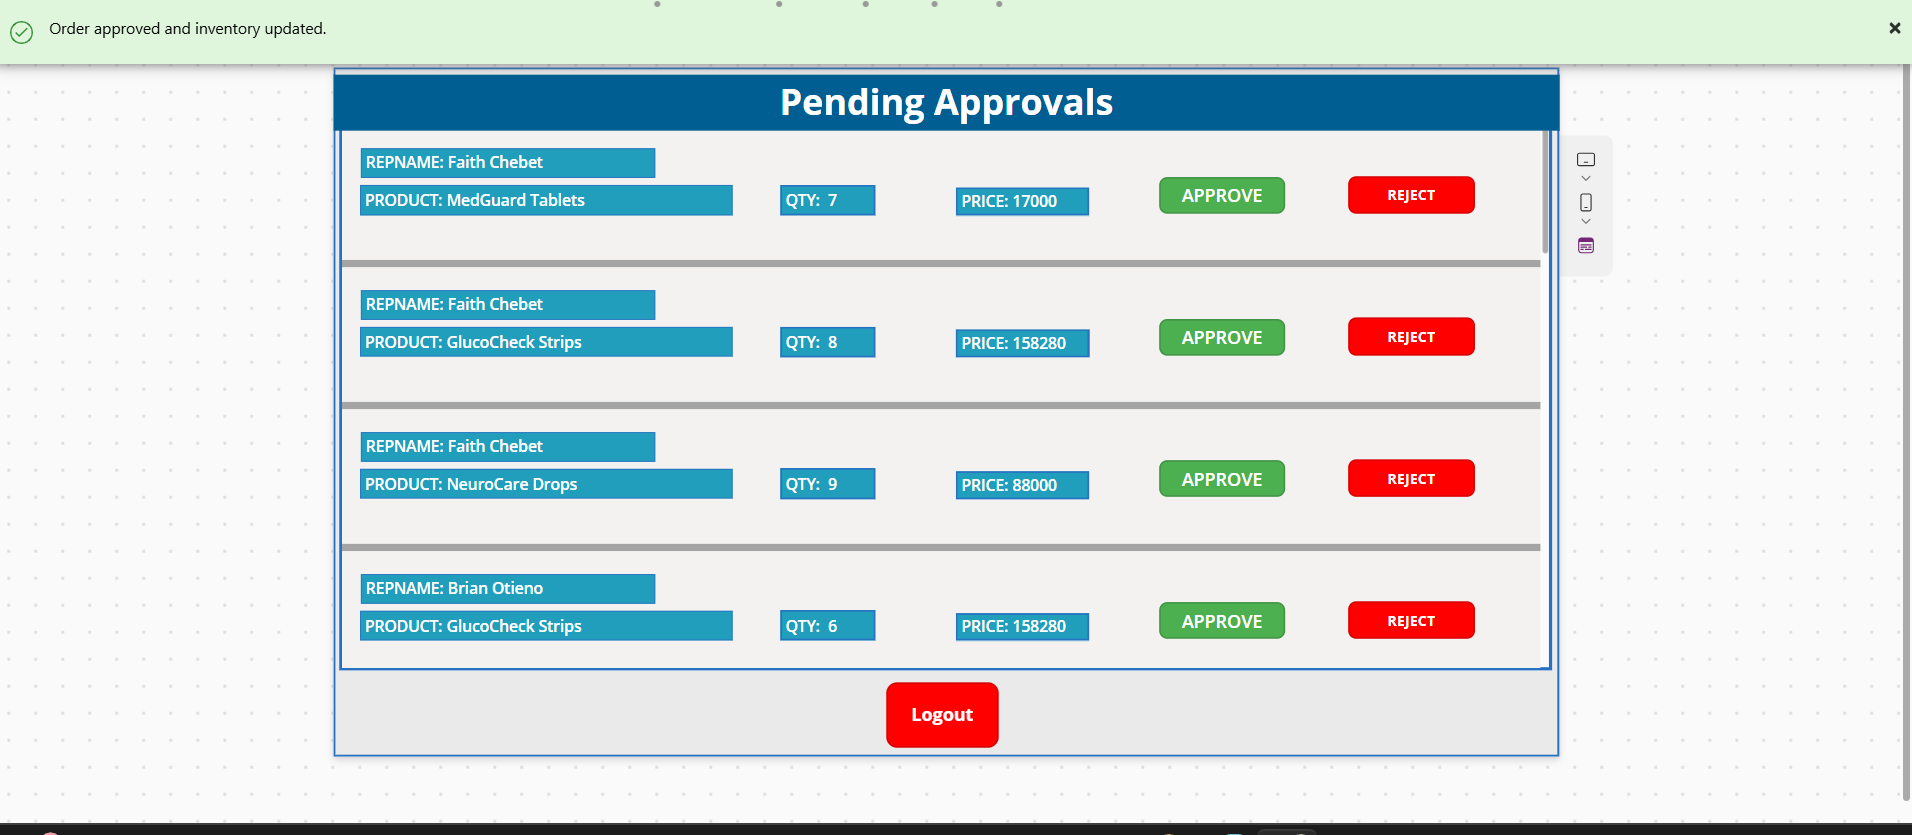 Order approved and inventory updated.
Pending Approvals
REPNAME: Faith Chebet
PRODUCT: MedGuard Tablets
QTY: 7
PRICE: 17000
APPROVE
REJECT
REPNAME: Faith Chebet
PRODUCT: GlucoCheck Strips
QTY: 8
PRICE: 158280
APPROVE
REJECT
REPNAME: Faith Chebet
PRODUCT: NeuroCare Drops
QTY: 9
PRICE: 88000
APPROVE
REJECT
REPNAME: Brian Otieno
PRODUCT: GlucoCheck Strips
QTY: 6
PRICE: 158280
APPROVE
REJECT
Logout